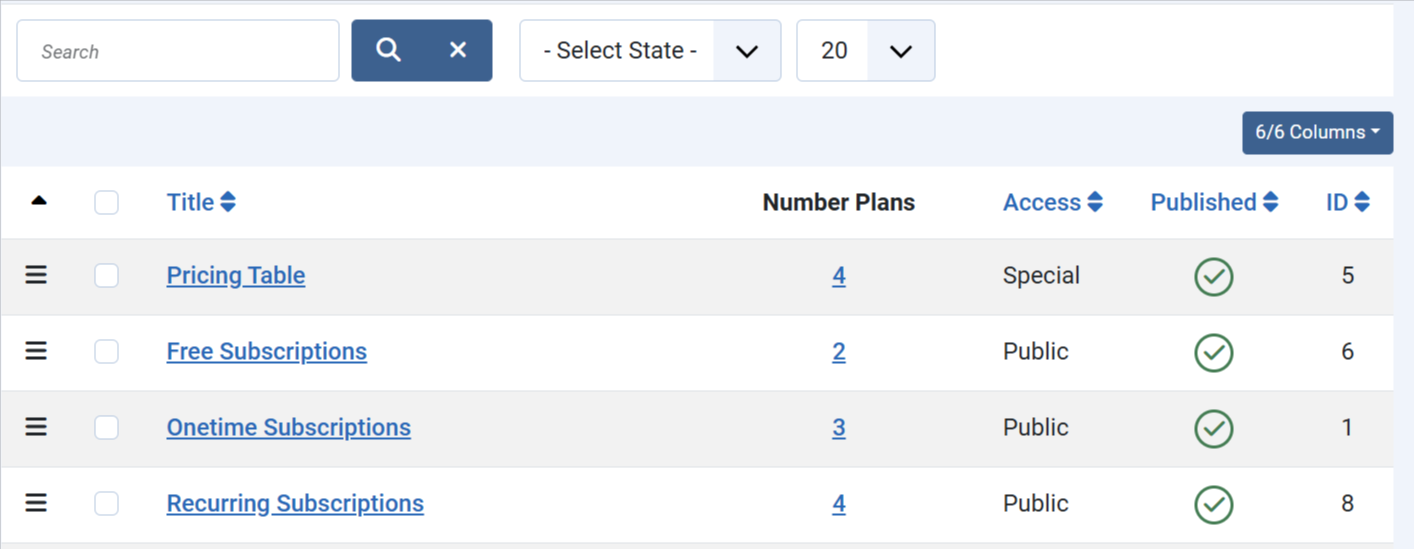 Search - Select State - 20
6/6 Columns
Title Number Plans Access Published ID
Pricing Table 4 Special 5
Free Subscriptions 2 Public 6
Onetime Subscriptions 3 Public 1
Recurring Subscriptions 4 Public 8